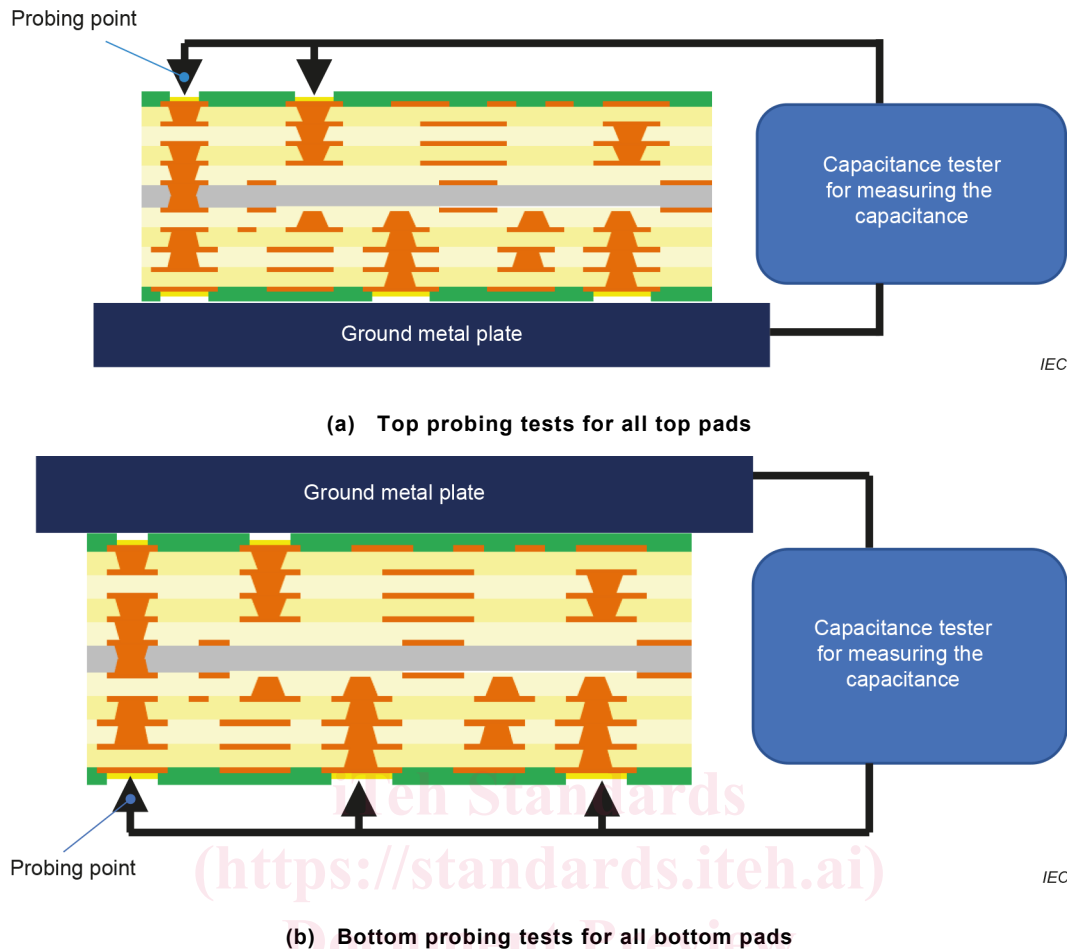 Probing point
Capacitance tester
for measuring the
capacitance
Ground metal plate
IEC
(a) Top probing tests for all top pads
Ground metal plate
Capacitance tester
for measuring the
capacitance
iTeh Standards
Probing point
(https://standards.iteh.ai)
IEC
Document Preview
(b) Bottom probing tests for all bottom pads